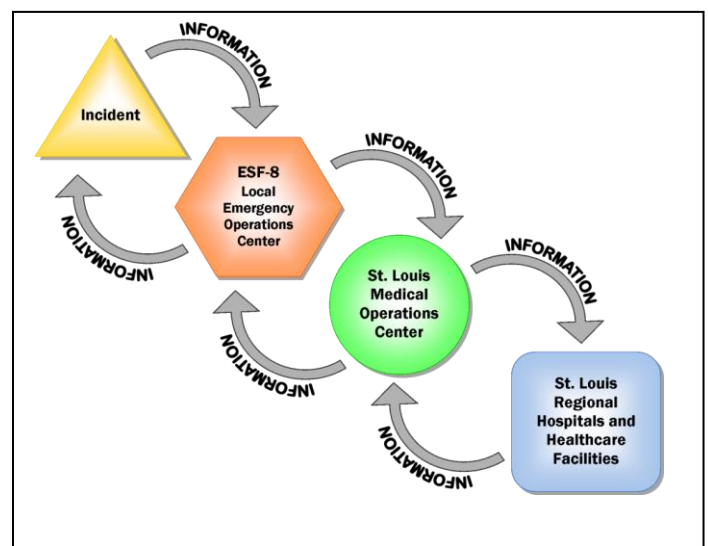 INFORMATION
Incident
INFORMATION
ESF-8
Local
Emergency
Operations
Center
INFORMATION
INFORMATION
St. Louis
Medical
Operations
Center
INFORMATION
INFORMATION
St. Louis
Regional
Hospitals and
Healthcare
Facilities
INFORMATION